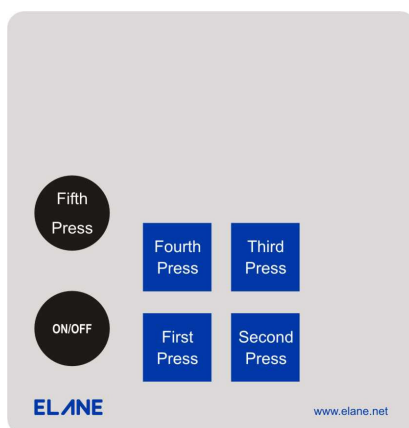 Fifth
Press
Fourth
Press
Third
Press
ON/OFF
First
Press
Second
Press
ELANE
www.elane.net